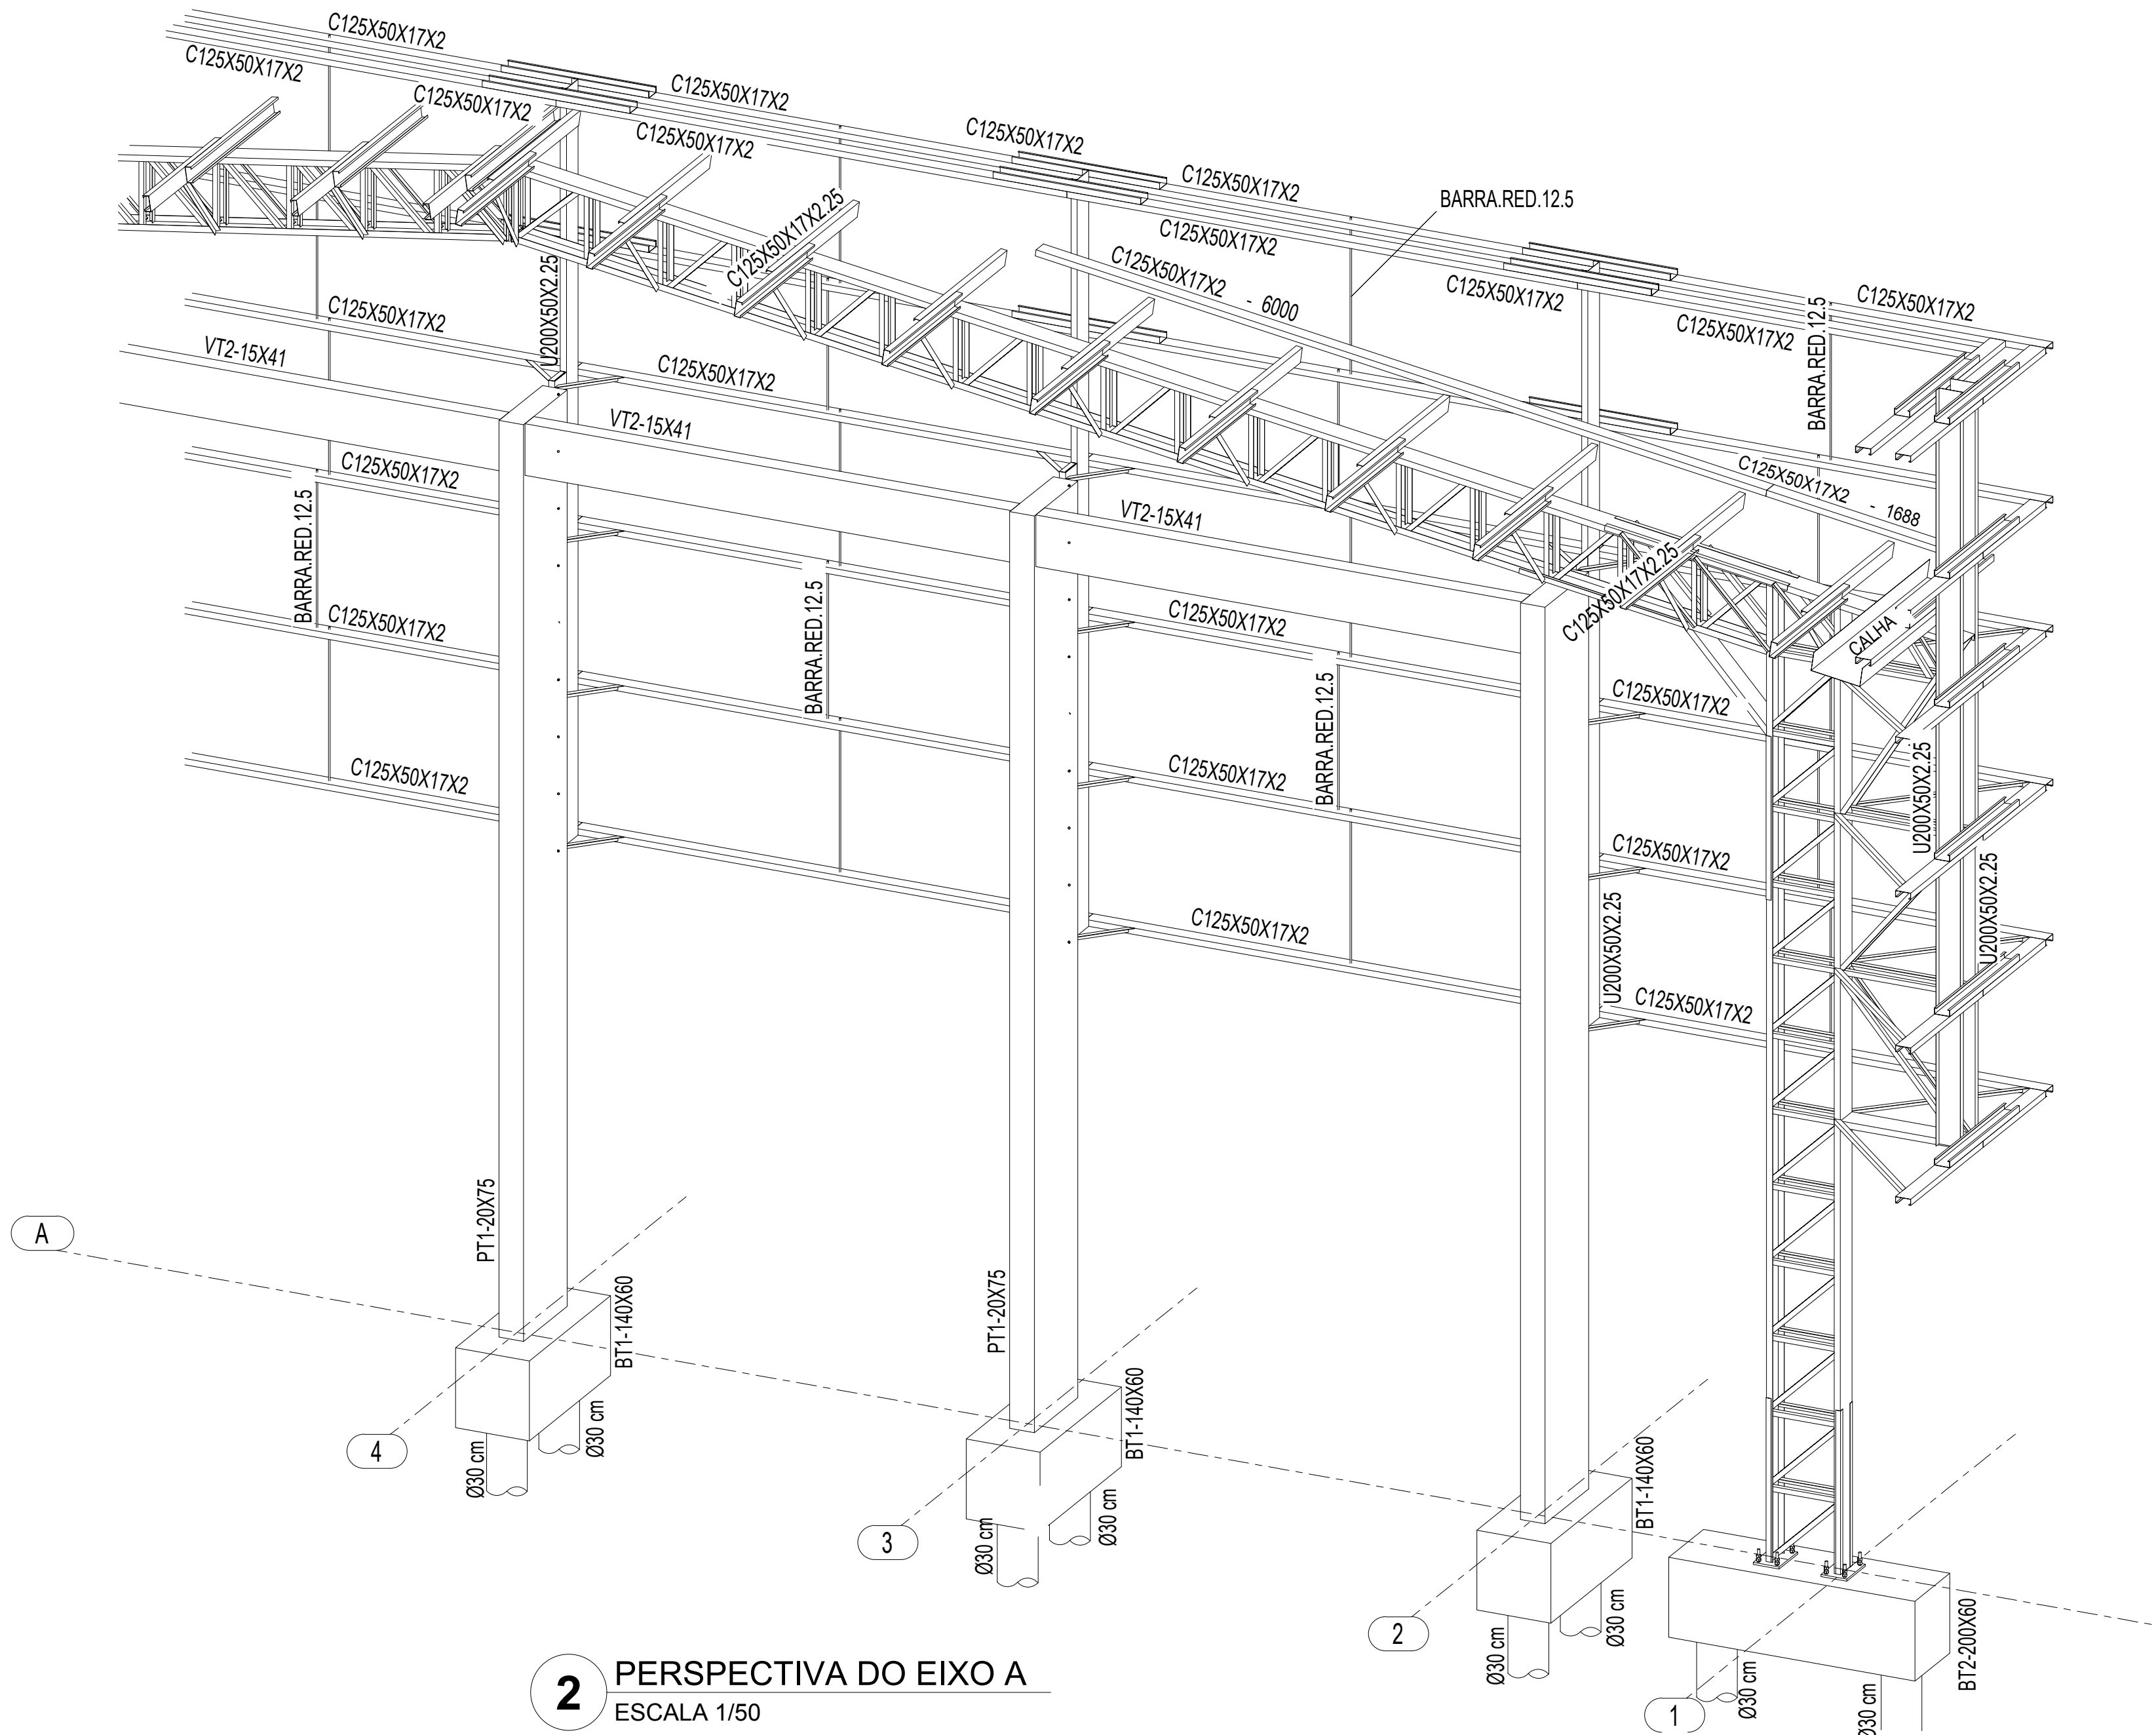 C125X50X17X2
C125X50X17X2
C125X50X17X2
C125X50X17X2
C125X50X17X2
C125X50X17X2
C125X50X17X2
BARRA.RED.12.5
C125X50X17X2
C125X50X17X2.25
C125X50X17X2 - 6000
C125X50X17X2
C125X50X17X2
C125X50X17X2
U200X50X2.25
C125X50X17X2
BARRA.RED.12.5
VT2-15X41
C125X50X17X2
VT2-15X41
C125X50X17X2
BARRA.RED.12.5
C125X50X17X2 - 1688
VT2-15X41
C125X50X17X2.25
BARRA.RED.12.5
C125X50X17X2
C125X50X17X2
CALHA
BARRA.RED.12.5
C125X50X17X2
U200X50X2.25
C125X50X17X2
C125X50X17X2
C125X50X17X2
U200X50X2.25
C125X50X17X2
U200X50X2.25
C125X50X17X2
PT1-20X75
A
PT1-20X75
BT1-140X60
4
Ø30 cm
Ø30 cm
BT1-140X60
3
Ø30 cm
Ø30 cm
BT1-140X60
2
Ø30 cm
Ø30 cm
BT2-200X60
1
Ø30 cm
Ø30 cm
2
PERSPECTIVA DO EIXO A
ESCALA 1/50